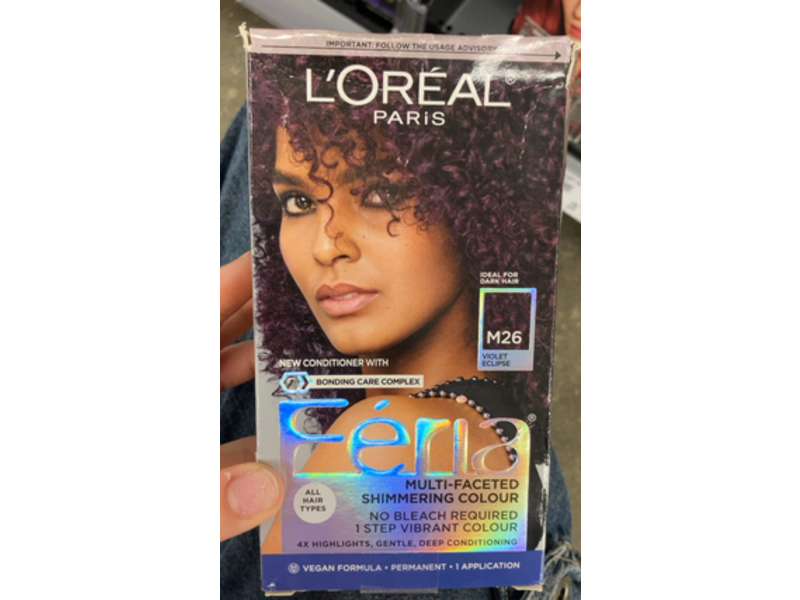 IMPORTANT: FOLLOW THE USAGE ADVISORY
L'ORÉAL®
PARiS
IDEAL FOR
DARK HAIR
M26
VIOLET
ECLIPSE
NEW CONDITIONER WITH
BONDING CARE COMPLEX
Féria®
MULTI-FACETED
SHIMMERING COLOUR
ALL
HAIR
TYPES
NO BLEACH REQUIRED
1 STEP VIBRANT COLOUR
4X HIGHLIGHTS, GENTLE, DEEP CONDITIONING
VEGAN FORMULA • PERMANENT • 1 APPLICATION